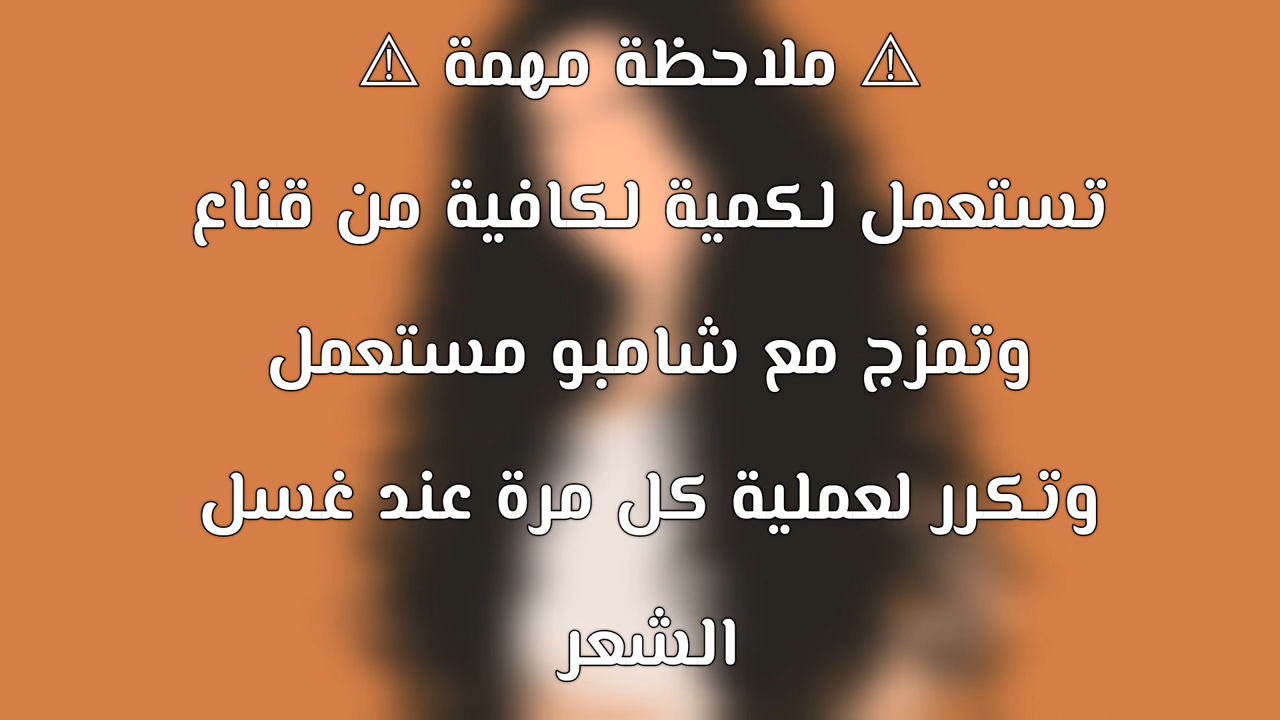 ⚠ ملاحظة مهمة ⚠
تستعمل لكمية لكافية من قناع
وتمزج مع شامبو مستعمل
وتكرر لعملية كل مرة عند غسل
الشعر